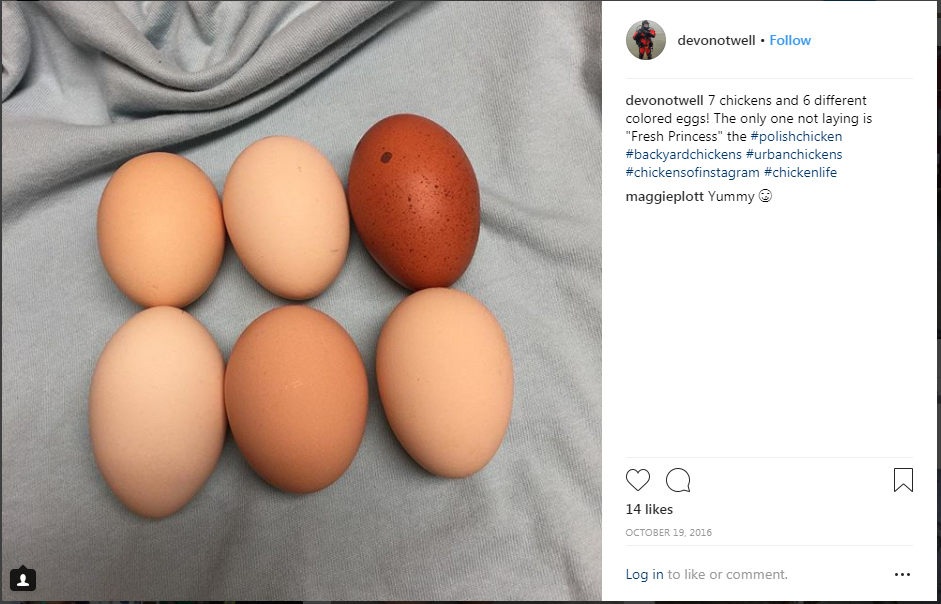 devonotwell • Follow
devonotwell 7 chickens and 6 different
colored eggs! The only one not laying is
"Fresh Princess" the #polishchicken
#backyardchickens #urbanchickens
#chickensofinstagram #chickenlife
maggieplott Yummy 😋
14 likes
OCTOBER 19, 2016
Log in to like or comment.